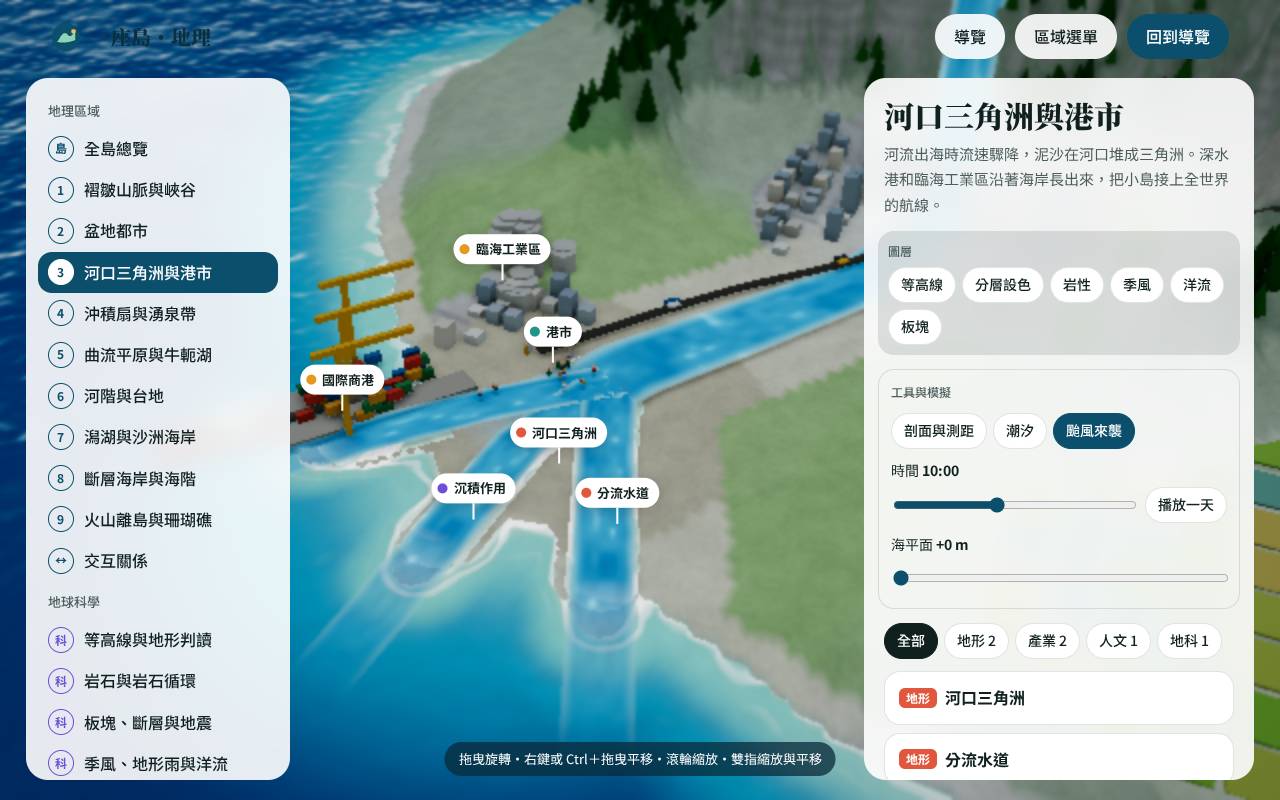 一座島・地理
導覽
區域選單
回到導覽
地理區域
島 全島總覽
1 褶皺山脈與峽谷
2 盆地都市
3 河口三角洲與港市
4 沖積扇與湧泉帶
5 曲流平原與牛軛湖
6 河階與台地
7 潟湖與沙洲海岸
8 斷層海岸與海階
9 火山離島與珊瑚礁
↔ 交互關係
地球科學
科 等高線與地形判讀
科 岩石與岩石循環
科 板塊、斷層與地震
科 季風、地形雨與洋流
臨海工業區
港市
國際商港
河口三角洲
沉積作用
分流水道
拖曳旋轉・右鍵或 Ctrl＋拖曳平移・滾輪縮放・雙指縮放與平移
河口三角洲與港市
河流出海時流速驟降，泥沙在河口堆成三角洲。深水
港和臨海工業區沿著海岸長出來，把小島接上全世界
的航線。
圖層
等高線 分層設色 岩性 季風 洋流
板塊
工具與模擬
剖面與測距 潮汐 颱風來襲
時間 10:00
播放一天
海平面 +0 m
全部 地形 2 產業 2 人文 1 地科 1
地形 河口三角洲
地形 分流水道